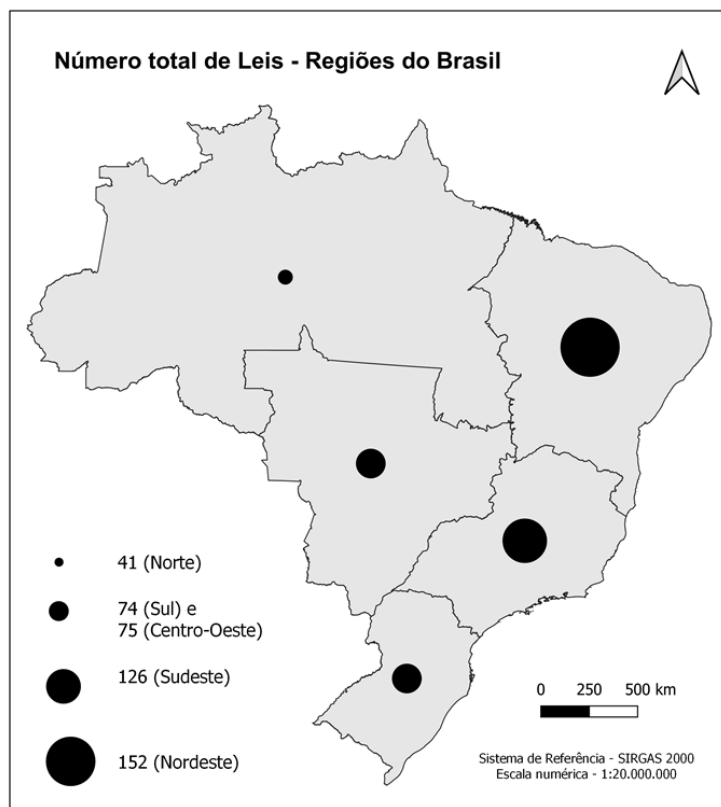 Número total de Leis - Regiões do Brasil
41 (Norte)
74 (Sul) e
75 (Centro-Oeste)
126 (Sudeste)
152 (Nordeste)
0 250 500 km
Sistema de Referência - SIRGAS 2000
Escala numérica - 1:20.000.000